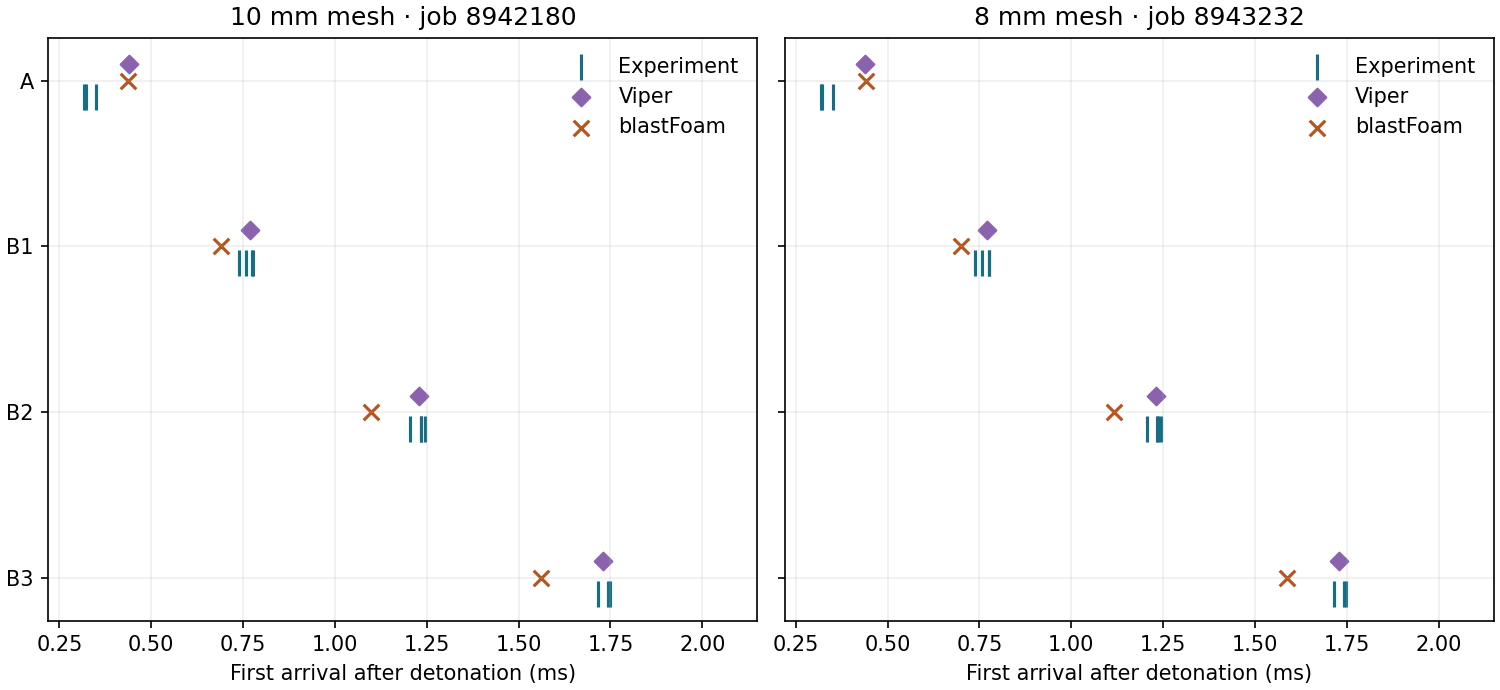 10 mm mesh · job 8942180
Experiment
Viper
blastFoam
A
B1
B2
B3
0.25 0.50 0.75 1.00 1.25 1.50 1.75 2.00
First arrival after detonation (ms)
8 mm mesh · job 8943232
Experiment
Viper
blastFoam
0.25 0.50 0.75 1.00 1.25 1.50 1.75 2.00
First arrival after detonation (ms)